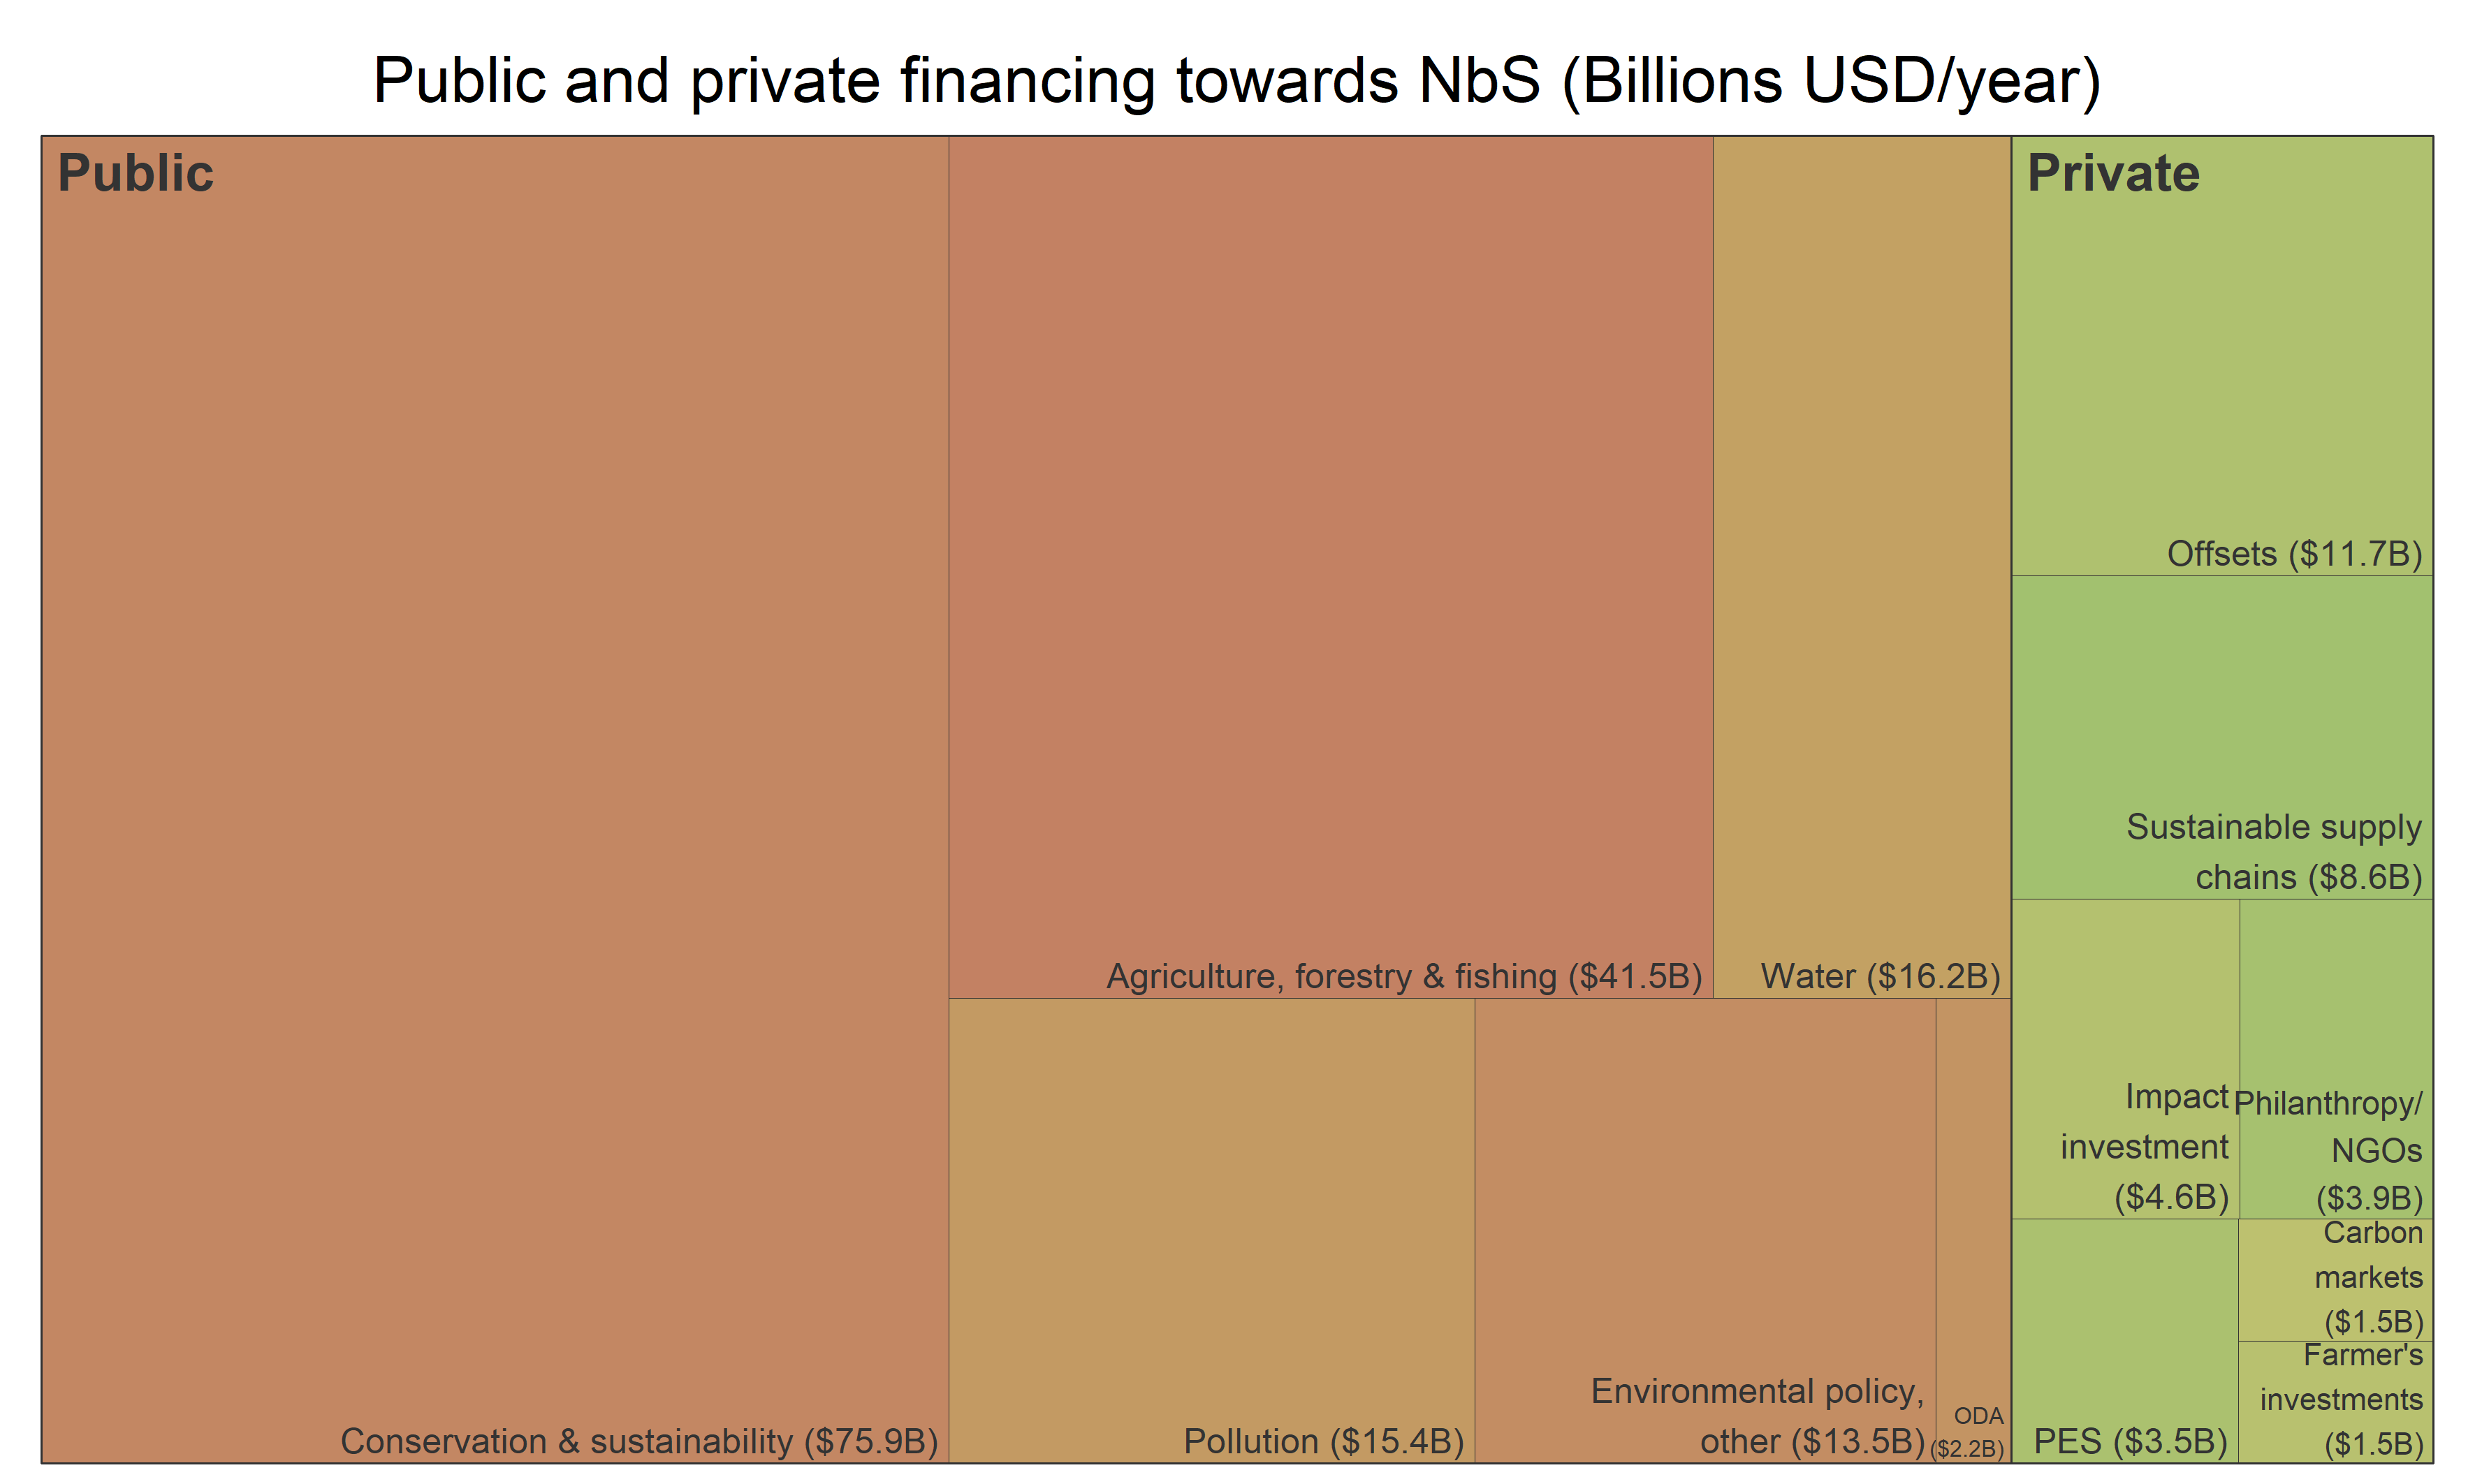 Public and private financing towards NbS (Billions USD/year)
Public
Private
Offsets ($11.7B)
Sustainable supply
chains ($8.6B)
Agriculture, forestry & fishing ($41.5B)
Water ($16.2B)
Impact
investment
($4.6B)
Philanthropy/
NGOs
($3.9B)
Carbon
markets
($1.5B)
Farmer's
investments
($1.5B)
Conservation & sustainability ($75.9B)
Pollution ($15.4B)
Environmental policy,
other ($13.5B)
ODA
($2.2B)
PES ($3.5B)